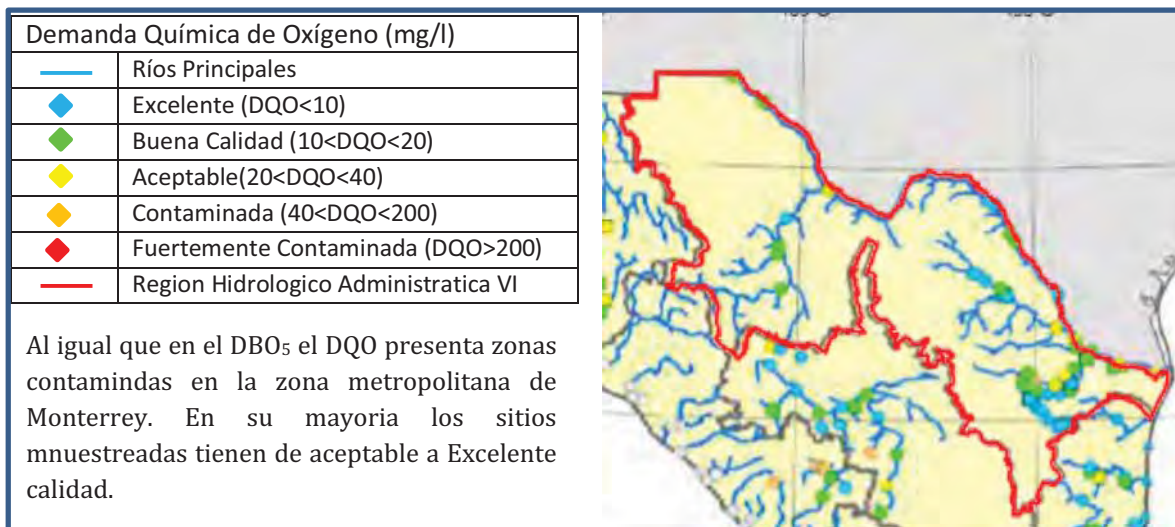 Demanda Química de Oxígeno (mg/l)
Ríos Principales
Excelente (DQO<10)
Buena Calidad (10<DQO<20)
Aceptable(20<DQO<40)
Contaminada (40<DQO<200)
Fuertemente Contaminada (DQO>200)
Region Hidrologico Administratica VI
Al igual que en el DBO₅ el DQO presenta zonas
contamindas en la zona metropolitana de
Monterrey. En su mayoria los sitios
mnuestreadas tienen de aceptable a Excelente
calidad.